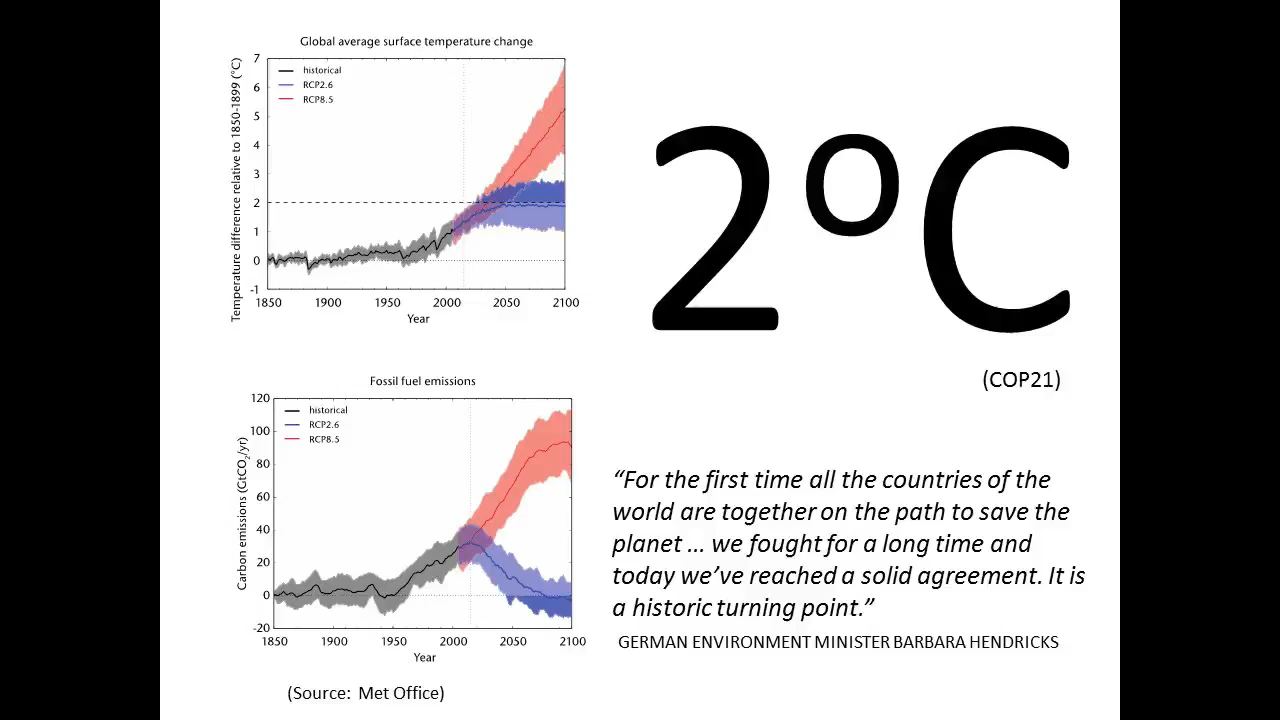 Global average surface temperature change
Temperature difference relative to 1850-1899 (°C)
7
6
5
4
3
2
1
0
-1
historical
RCP2.6
RCP8.5
1850 1900 1950 2000 2050 2100
Year
2ºC
(COP21)
Fossil fuel emissions
Carbon emissions (GtCO₂/yr)
120
100
80
60
40
20
0
-20
historical
RCP2.6
RCP8.5
1850 1900 1950 2000 2050 2100
Year
(Source: Met Office)
“For the first time all the countries of the
world are together on the path to save the
planet ... we fought for a long time and
today we’ve reached a solid agreement. It is
a historic turning point.”
GERMAN ENVIRONMENT MINISTER BARBARA HENDRICKS